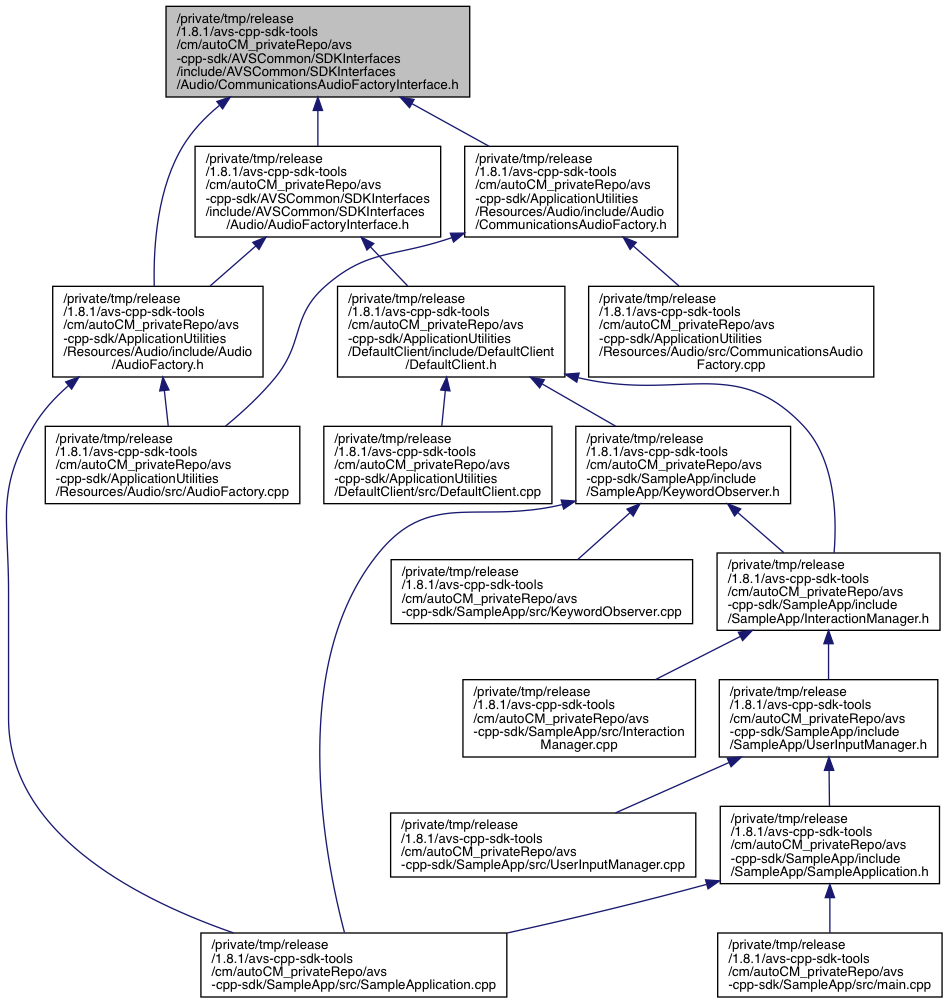 /private/tmp/release
/1.8.1/avs-cpp-sdk-tools
/cm/autoCM_privateRepo/avs
-cpp-sdk/AVSCommon/SDKInterfaces
/include/AVSCommon/SDKInterfaces
/Audio/CommunicationsAudioFactoryInterface.h
/private/tmp/release
/1.8.1/avs-cpp-sdk-tools
/cm/autoCM_privateRepo/avs
-cpp-sdk/AVSCommon/SDKInterfaces
/include/AVSCommon/SDKInterfaces
/Audio/AudioFactoryInterface.h
/private/tmp/release
/1.8.1/avs-cpp-sdk-tools
/cm/autoCM_privateRepo/avs
-cpp-sdk/ApplicationUtilities
/Resources/Audio/include/Audio
/CommunicationsAudioFactory.h
/private/tmp/release
/1.8.1/avs-cpp-sdk-tools
/cm/autoCM_privateRepo/avs
-cpp-sdk/ApplicationUtilities
/Resources/Audio/include/Audio
/AudioFactory.h
/private/tmp/release
/1.8.1/avs-cpp-sdk-tools
/cm/autoCM_privateRepo/avs
-cpp-sdk/ApplicationUtilities
/DefaultClient/include/DefaultClient
/DefaultClient.h
/private/tmp/release
/1.8.1/avs-cpp-sdk-tools
/cm/autoCM_privateRepo/avs
-cpp-sdk/ApplicationUtilities
/Resources/Audio/src/CommunicationsAudio
Factory.cpp
/private/tmp/release
/1.8.1/avs-cpp-sdk-tools
/cm/autoCM_privateRepo/avs
-cpp-sdk/ApplicationUtilities
/Resources/Audio/src/AudioFactory.cpp
/private/tmp/release
/1.8.1/avs-cpp-sdk-tools
/cm/autoCM_privateRepo/avs
-cpp-sdk/ApplicationUtilities
/DefaultClient/src/DefaultClient.cpp
/private/tmp/release
/1.8.1/avs-cpp-sdk-tools
/cm/autoCM_privateRepo/avs
-cpp-sdk/SampleApp/include
/SampleApp/KeywordObserver.h
/private/tmp/release
/1.8.1/avs-cpp-sdk-tools
/cm/autoCM_privateRepo/avs
-cpp-sdk/SampleApp/src/KeywordObserver.cpp
/private/tmp/release
/1.8.1/avs-cpp-sdk-tools
/cm/autoCM_privateRepo/avs
-cpp-sdk/SampleApp/include
/SampleApp/InteractionManager.h
/private/tmp/release
/1.8.1/avs-cpp-sdk-tools
/cm/autoCM_privateRepo/avs
-cpp-sdk/SampleApp/src/Interaction
Manager.cpp
/private/tmp/release
/1.8.1/avs-cpp-sdk-tools
/cm/autoCM_privateRepo/avs
-cpp-sdk/SampleApp/include
/SampleApp/UserInputManager.h
/private/tmp/release
/1.8.1/avs-cpp-sdk-tools
/cm/autoCM_privateRepo/avs
-cpp-sdk/SampleApp/src/UserInputManager.cpp
/private/tmp/release
/1.8.1/avs-cpp-sdk-tools
/cm/autoCM_privateRepo/avs
-cpp-sdk/SampleApp/include
/SampleApp/SampleApplication.h
/private/tmp/release
/1.8.1/avs-cpp-sdk-tools
/cm/autoCM_privateRepo/avs
-cpp-sdk/SampleApp/src/SampleApplication.cpp
/private/tmp/release
/1.8.1/avs-cpp-sdk-tools
/cm/autoCM_privateRepo/avs
-cpp-sdk/SampleApp/src/main.cpp